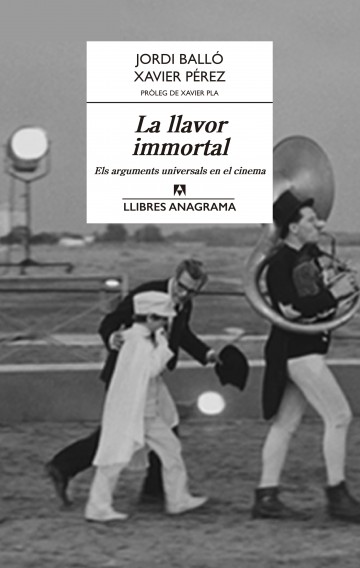 JORDI BALLÓ
XAVIER PÉREZ
PRÒLEG DE XAVIER PLA
La llavor
immortal
Els arguments universals en el cinema
A
LLIBRES ANAGRAMA